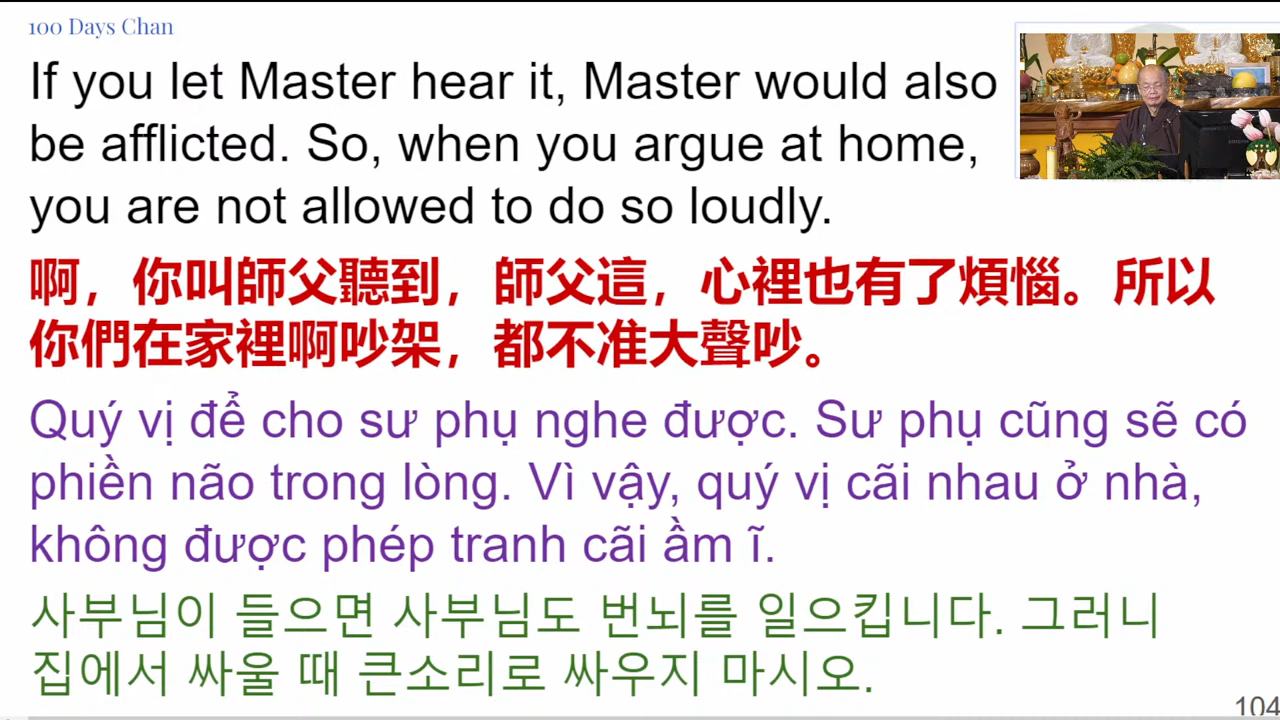 100 Days Chan
If you let Master hear it, Master would also
be afflicted. So, when you argue at home,
you are not allowed to do so loudly.
啊，你叫師父聽到，師父這，心裡也有了煩惱。所以
你們在家裡啊吵架，都不准大聲吵。
Quý vị để cho sư phụ nghe được. Sư phụ cũng sẽ có
phiền não trong lòng. Vì vậy, quý vị cãi nhau ở nhà,
không được phép tranh cãi ầm ĩ.
사부님이 들으면 사부님도 번뇌를 일으킵니다. 그러니
집에서 싸울 때 큰소리로 싸우지 마시오.
104